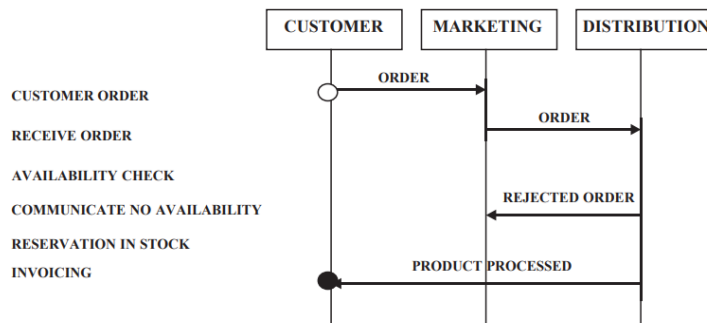 CUSTOMER
MARKETING
DISTRIBUTION
ORDER
CUSTOMER ORDER
ORDER
RECEIVE ORDER
AVAILABILITY CHECK
REJECTED ORDER
COMMUNICATE NO AVAILABILITY
RESERVATION IN STOCK
PRODUCT PROCESSED
INVOICING